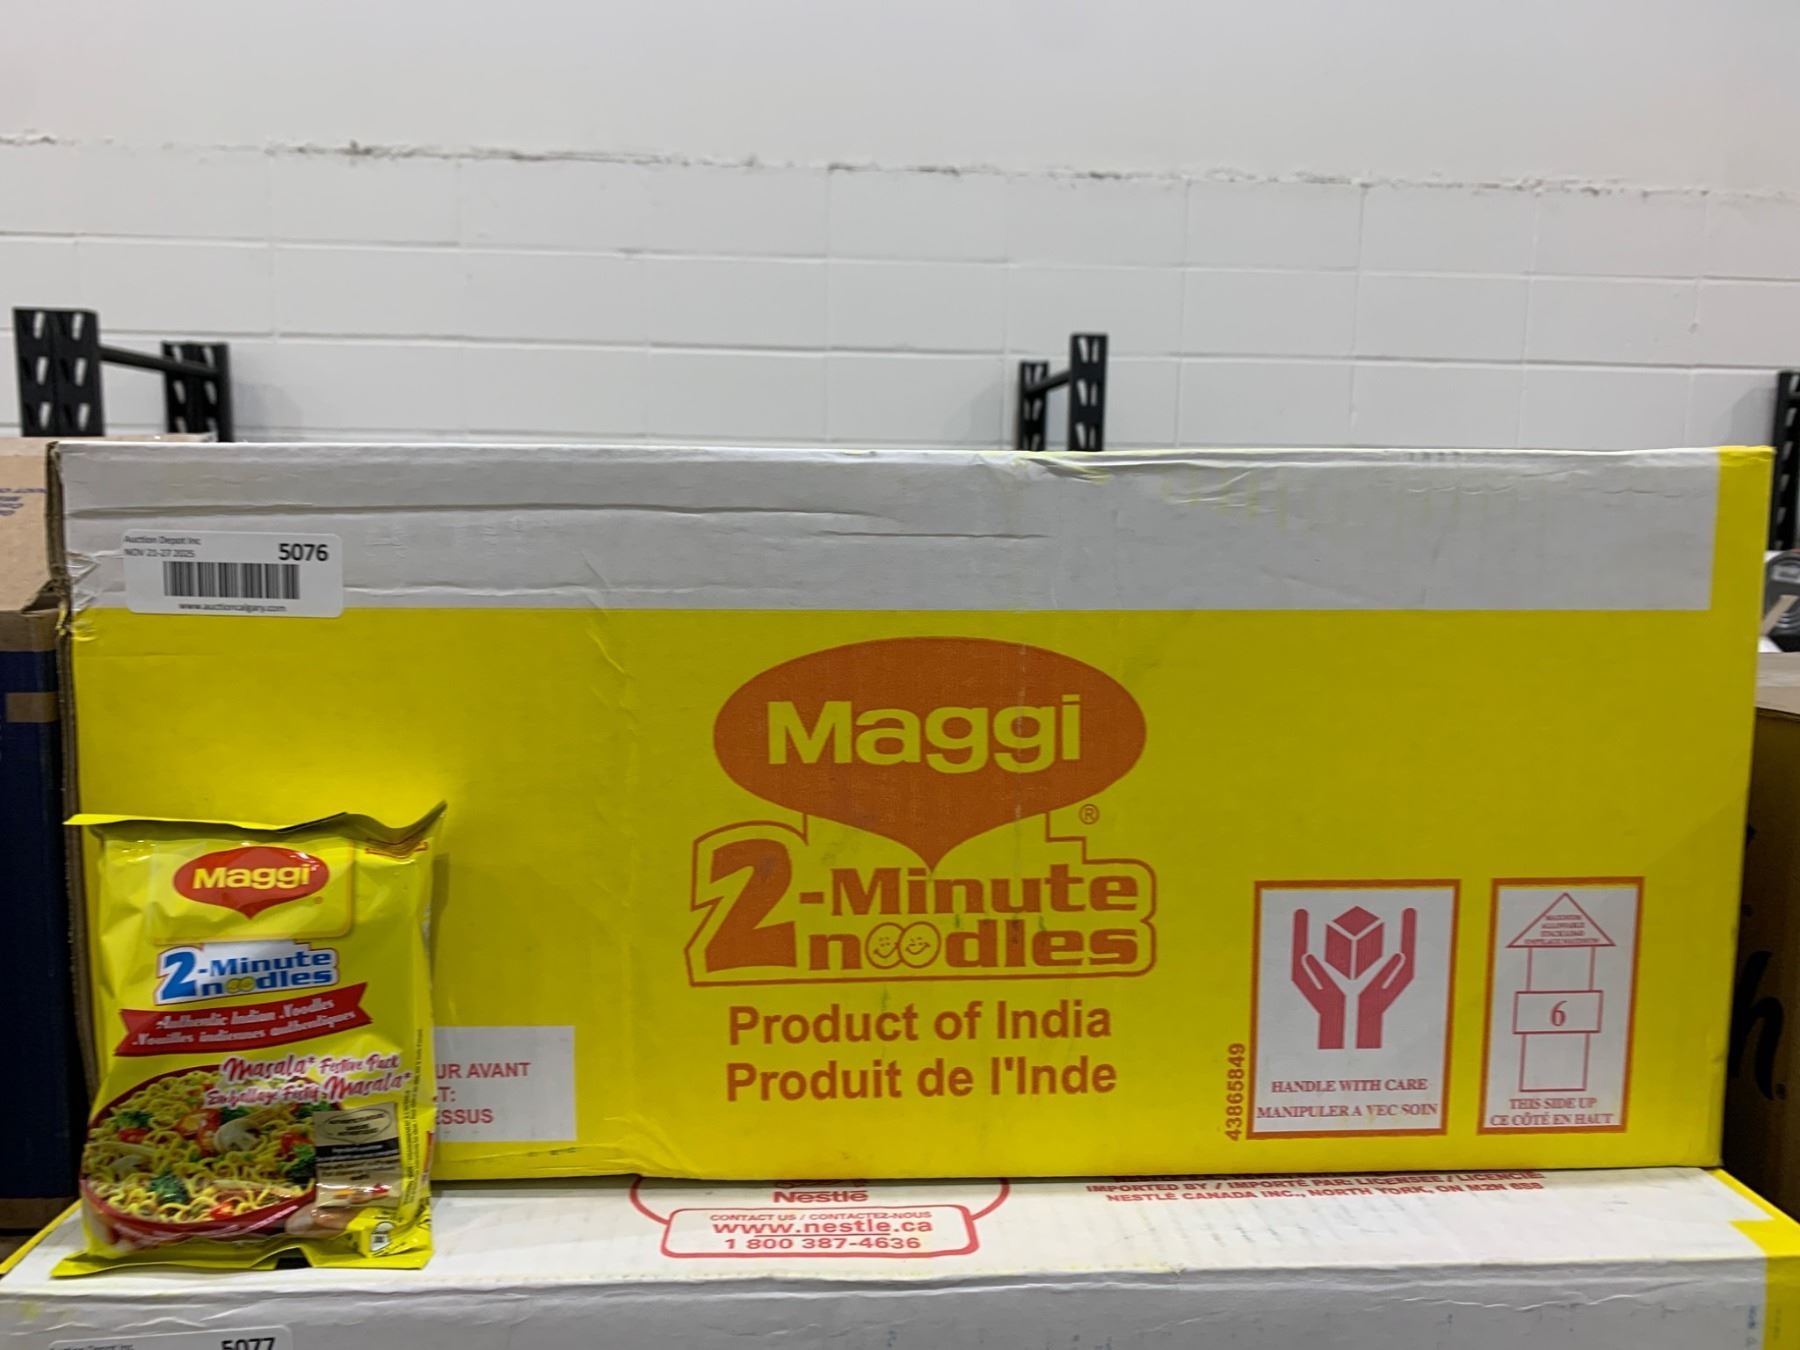 Auction Depot Inc
NOV 21-27 2025
5076
www.auctioncalgary.com
Maggi
®
2-Minute
noodles
Product of India
Produit de l'Inde
43865849
HANDLE WITH CARE
MANIPULER A VEC SOIN
MAXIMUM
ALLOWABLE
STACK LOAD
6
THIS SIDE UP
CE CÔTÉ EN HAUT
UR AVANT
T:
ESSUS
Maggi
2-Minute
noodles
Authentic Indian Noodles
Nouilles indiennes authentiques
Masala* Festive Pack
Emballage Festif Masala*
Nestlé
CONTACT US / CONTACTEZ-NOUS
www.nestle.ca
1 800 387-4636
IMPORTED BY / IMPORTÉ PAR: LICENSEE / LICENCIÉ
NESTLÉ CANADA INC., NORTH YORK, ON M2N 6S8
5077